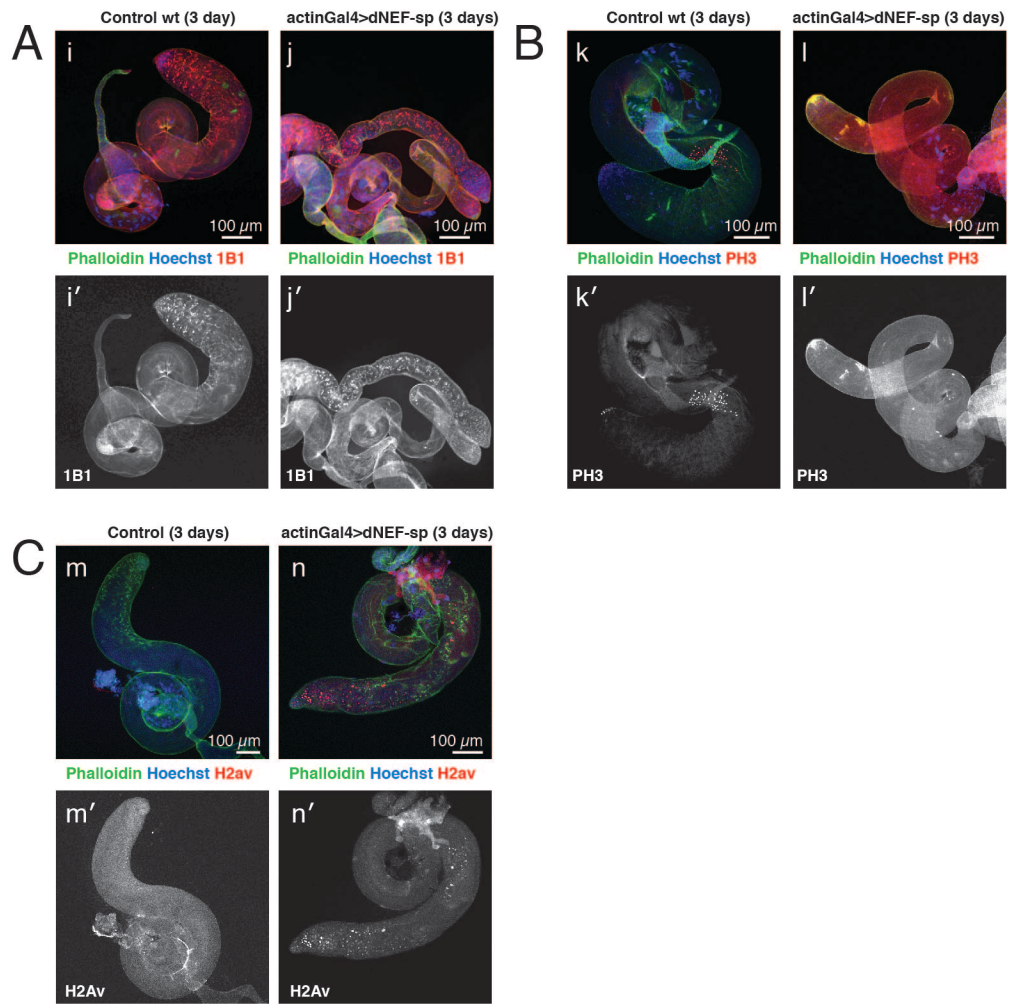 A
Control wt (3 day)
actinGal4>dNEF-sp (3 days)
i
j
100 µm
100 µm
Phalloidin Hoechst 1B1
Phalloidin Hoechst 1B1
i′
j′
1B1
1B1
B
Control wt (3 days)
actinGal4>dNEF-sp (3 days)
k
l
100 µm
100 µm
Phalloidin Hoechst PH3
Phalloidin Hoechst PH3
k′
l′
PH3
PH3
C
Control (3 days)
actinGal4>dNEF-sp (3 days)
m
n
100 µm
100 µm
Phalloidin Hoechst H2av
Phalloidin Hoechst H2av
m′
n′
H2Av
H2Av